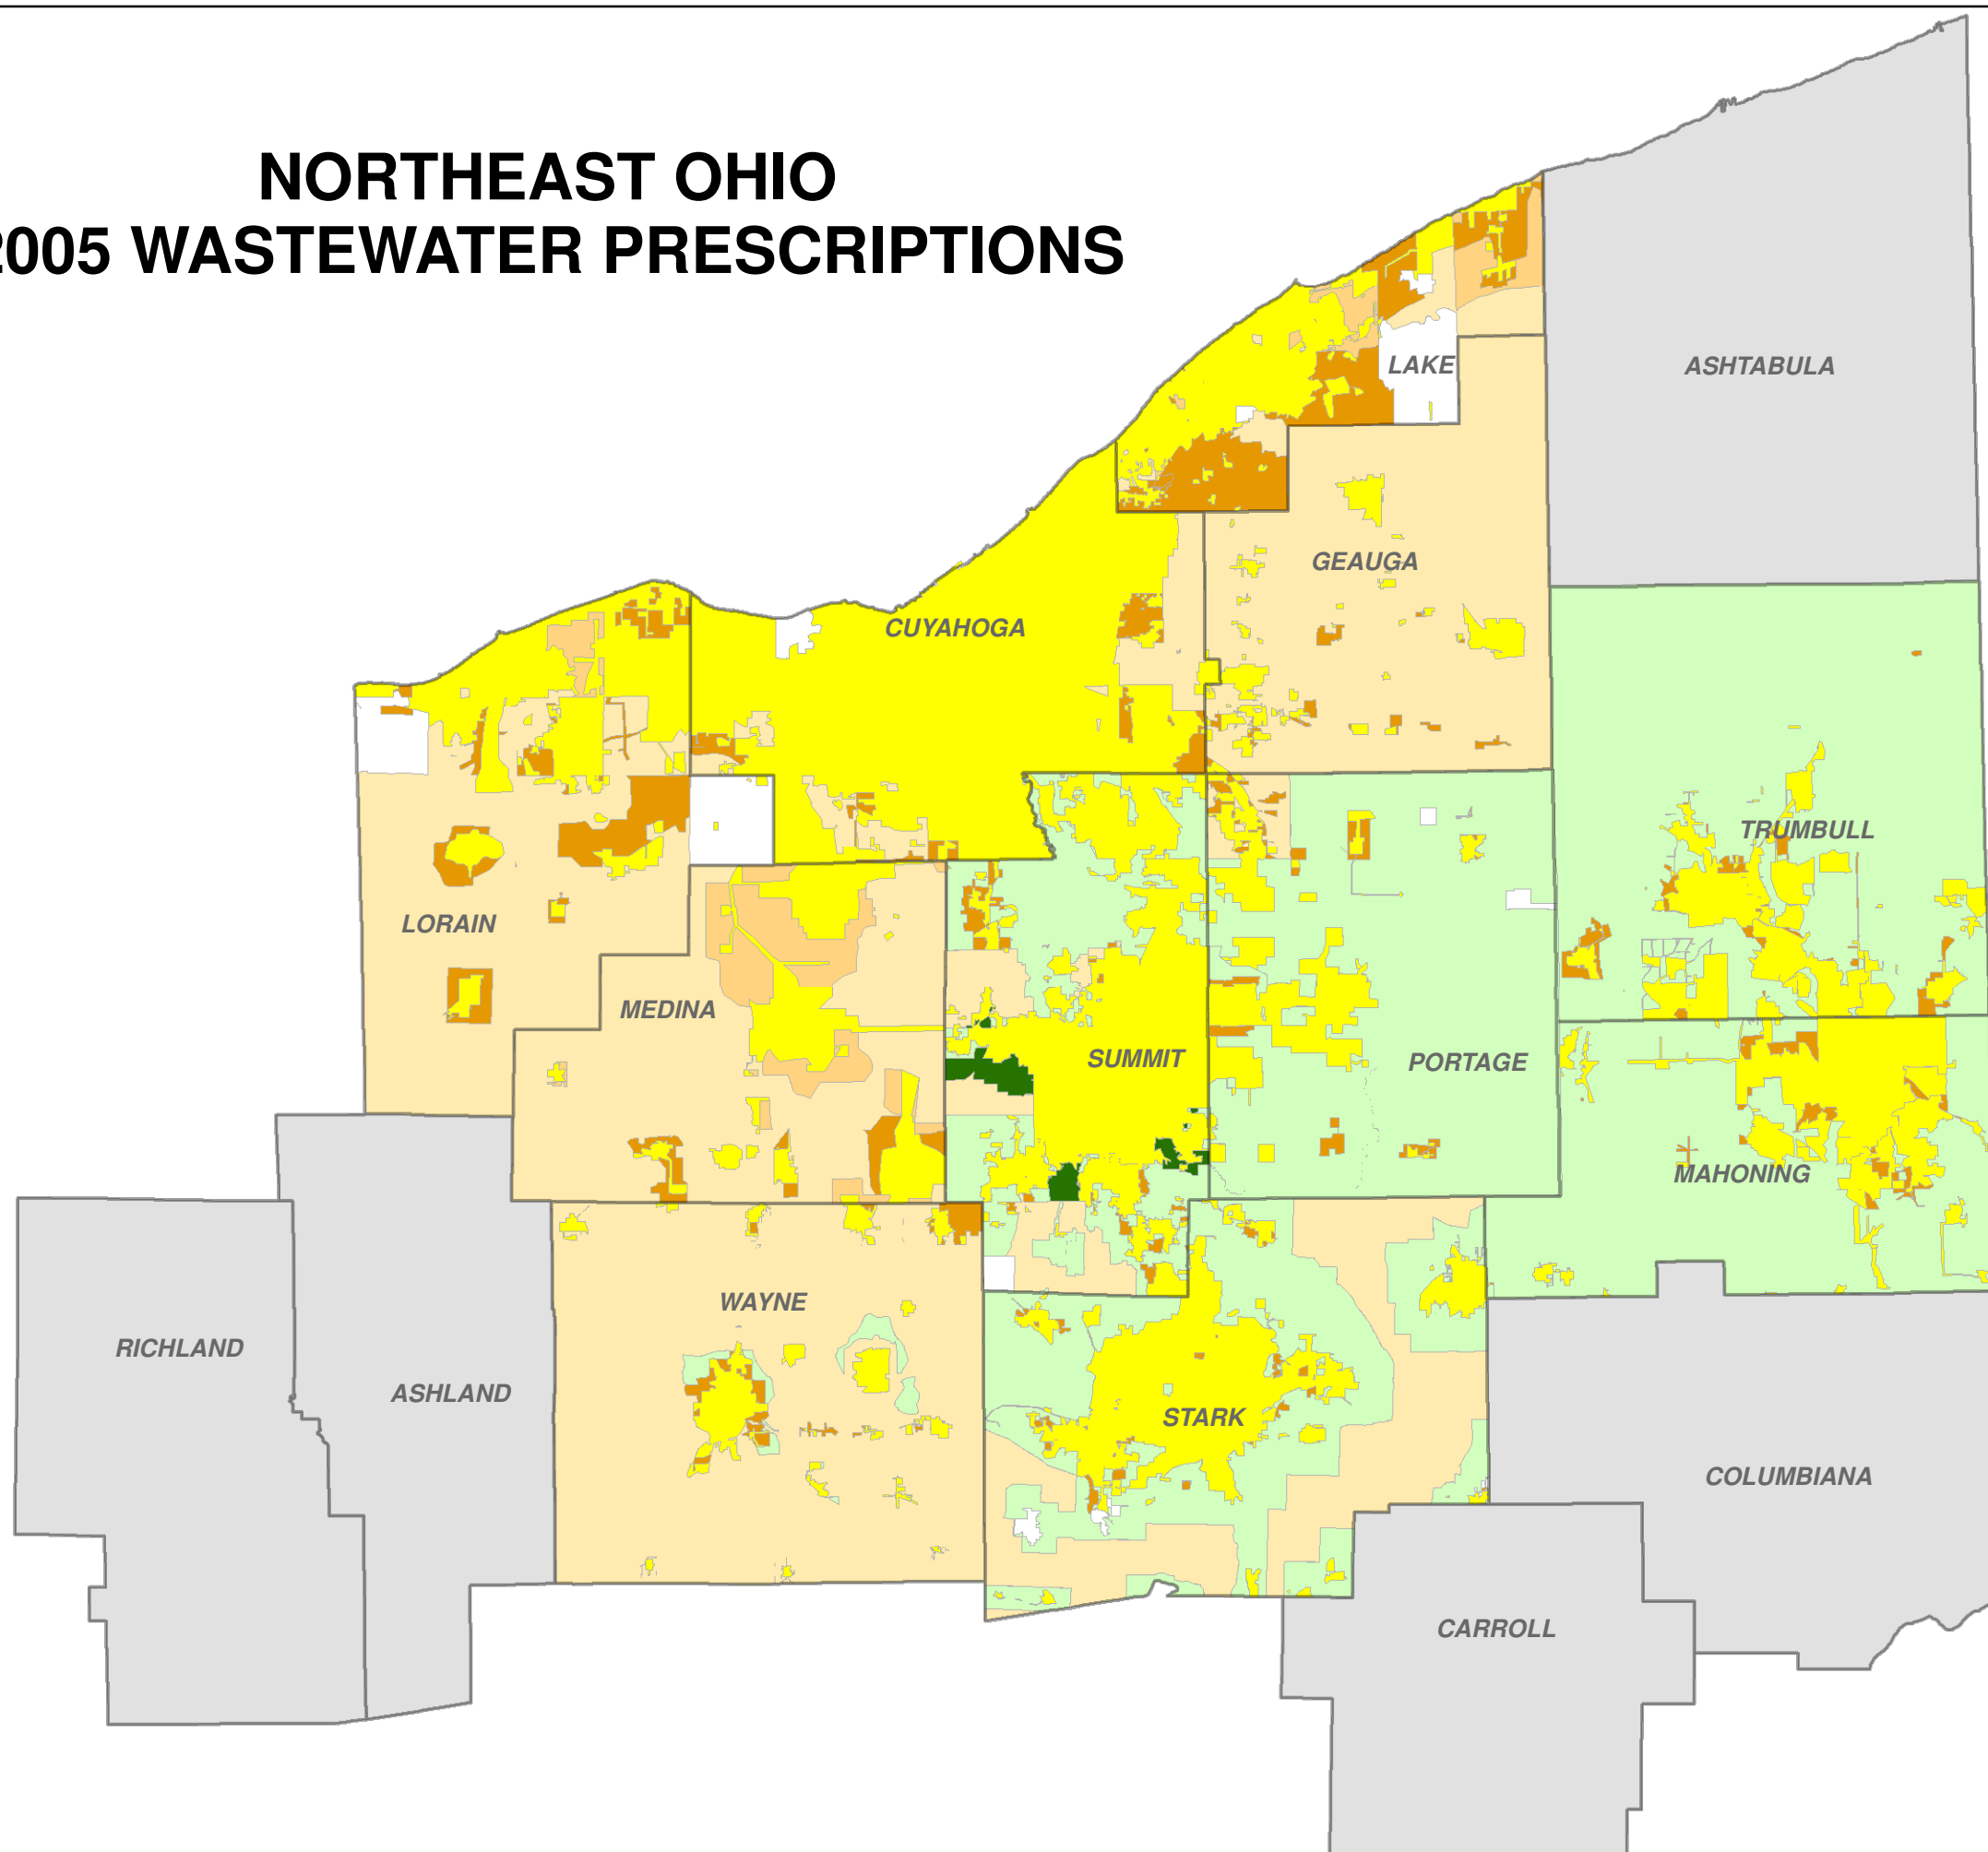 NORTHEAST OHIO
2005 WASTEWATER PRESCRIPTIONS
LAKE
ASHTABULA
GEAUGA
CUYAHOGA
TRUMBULL
LORAIN
MEDINA
SUMMIT
PORTAGE
MAHONING
WAYNE
RICHLAND
ASHLAND
STARK
COLUMBIANA
CARROLL